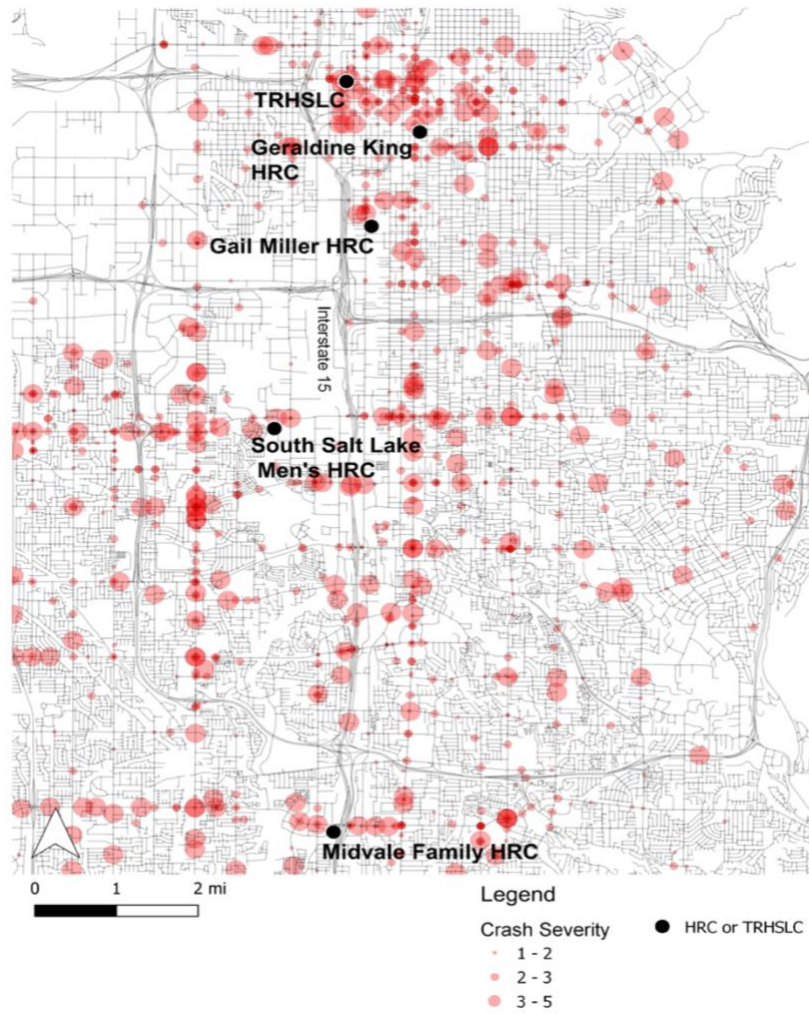 TRHSLC
Geraldine King
HRC
Gail Miller HRC
Interstate 15
South Salt Lake
Men's HRC
Midvale Family HRC
0 1 2 mi
Legend
Crash Severity
HRC or TRHSLC
1 - 2
2 - 3
3 - 5